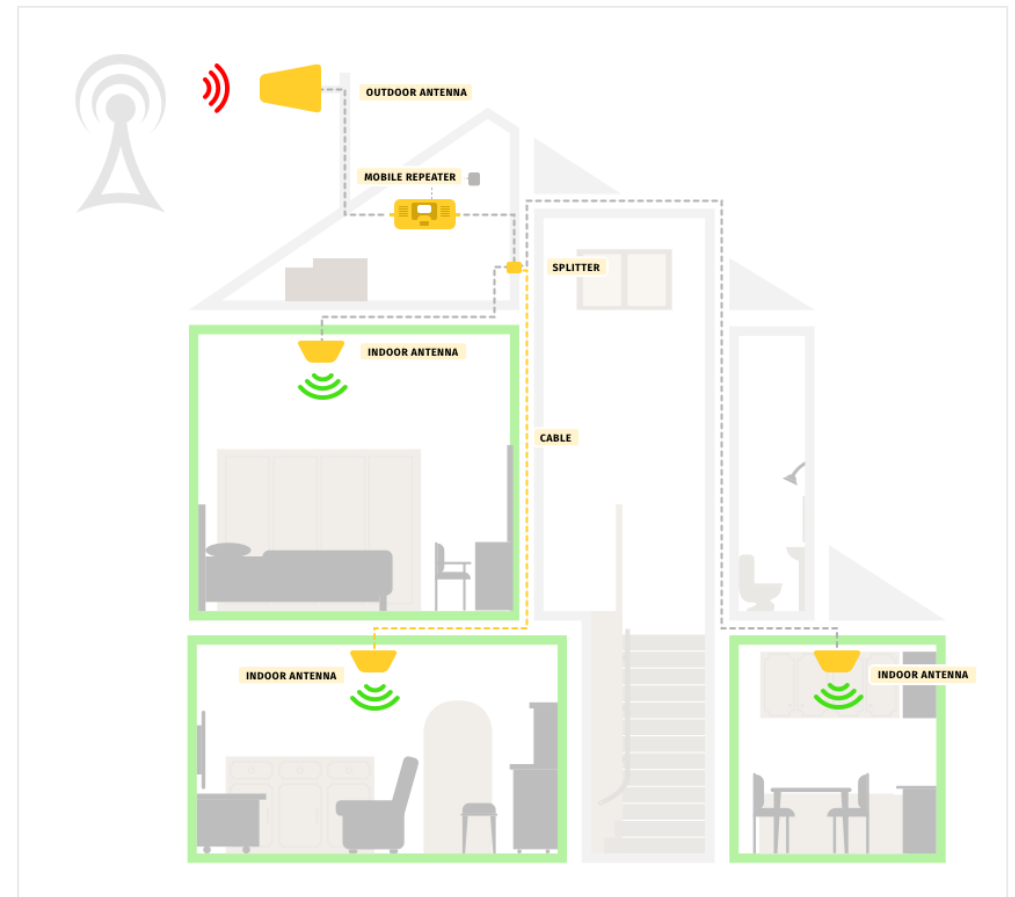 OUTDOOR ANTENNA
MOBILE REPEATER
SPLITTER
INDOOR ANTENNA
CABLE
INDOOR ANTENNA
INDOOR ANTENNA